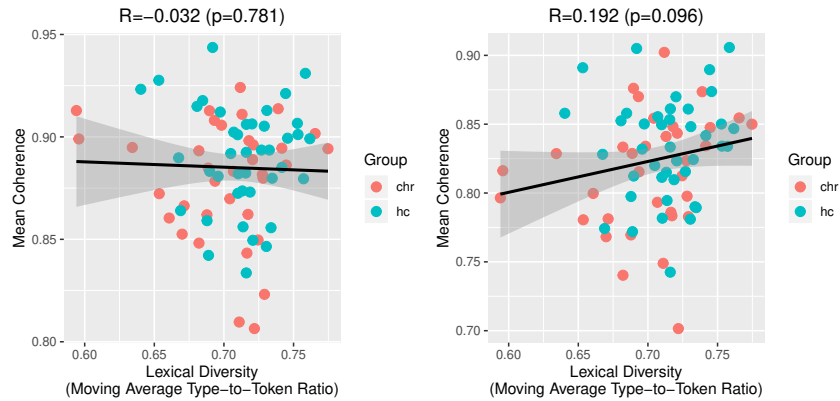 R=−0.032 (p=0.781)
Mean Coherence
0.95
0.90
0.85
0.80
0.60
0.65
0.70
0.75
Lexical Diversity
(Moving Average Type−to−Token Ratio)
Group
chr
hc
R=0.192 (p=0.096)
Mean Coherence
0.90
0.85
0.80
0.75
0.70
0.60
0.65
0.70
0.75
Lexical Diversity
(Moving Average Type−to−Token Ratio)
Group
chr
hc